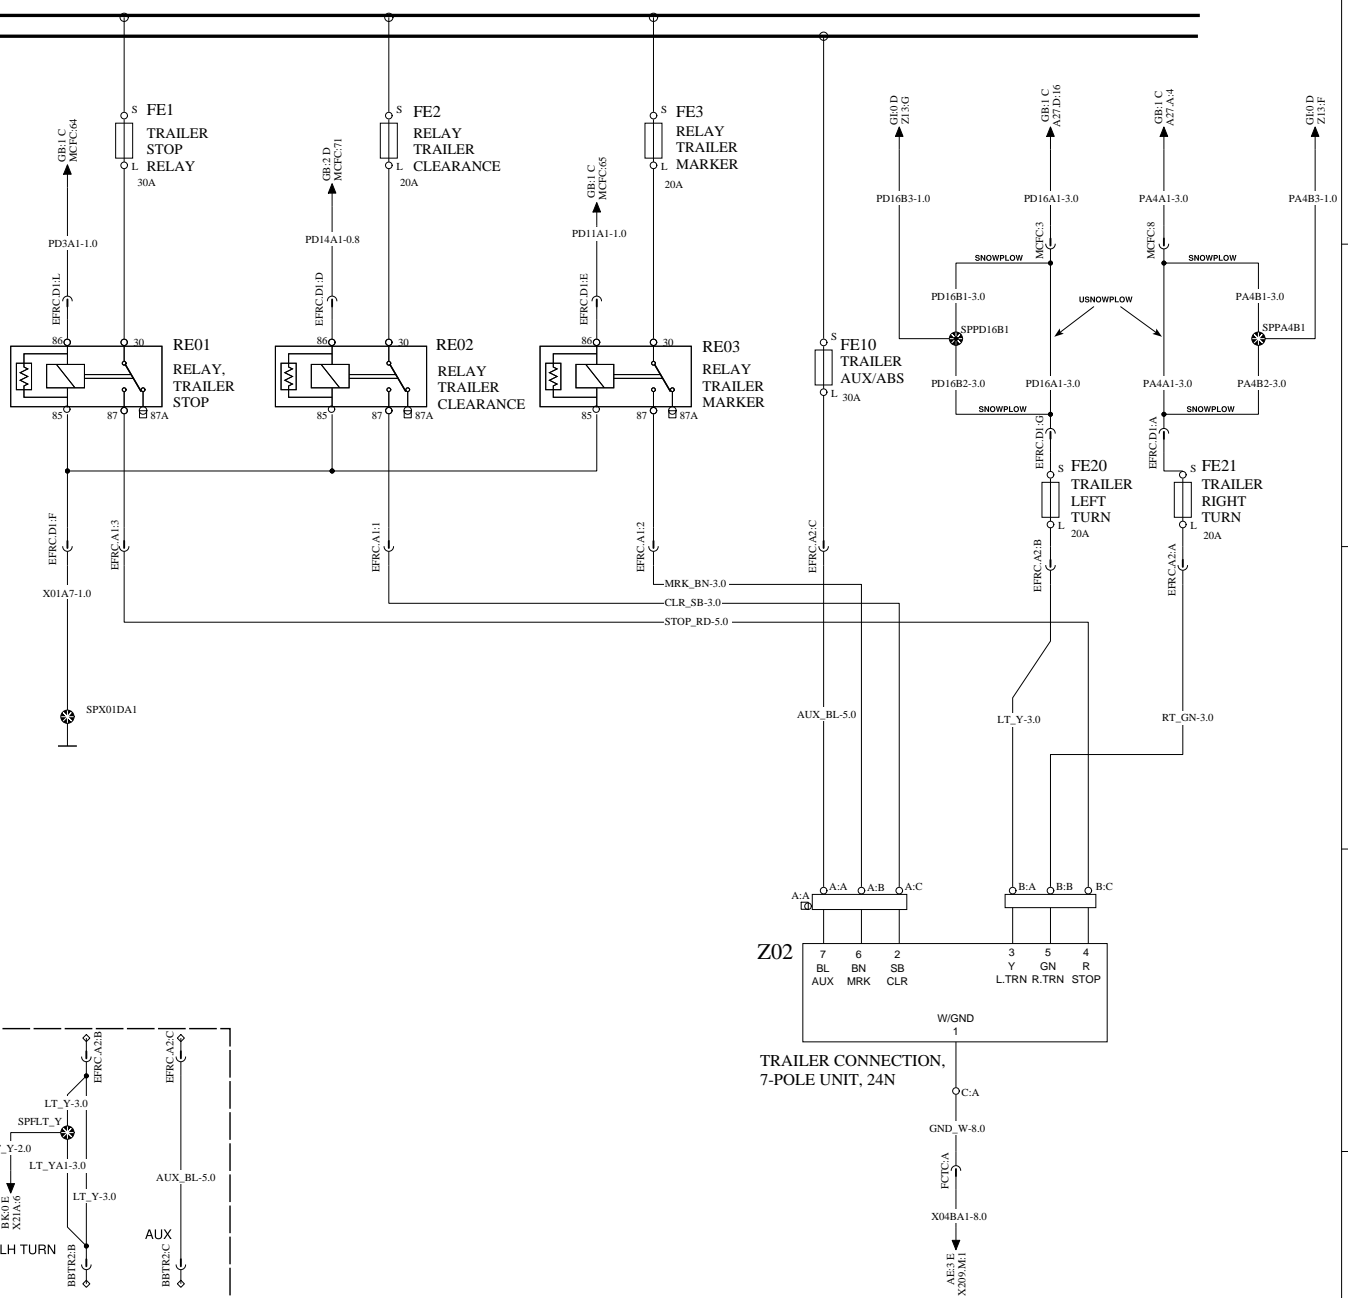 S FE1
TRAILER
STOP
L RELAY
30A
S FE2
RELAY
TRAILER
L CLEARANCE
20A
S FE3
RELAY
TRAILER
L MARKER
20A
GB:1 C
MCFC:64
PD3A1-1.0
EFRC.D1:L
GB:2 D
MCFC:71
PD14A1-0.8
EFRC.D1:D
GB:1 C
MCFC:65
PD11A1-1.0
EFRC.D1:E
GI:0 D
Z13:G
PD16B3-1.0
GB:1 C
A27.D:16
PD16A1-3.0
MCFC:3
GB:1 C
A27.A:4
PA4A1-3.0
MCFC:8
GI:0 D
Z13:F
PA4B3-1.0
SNOWPLOW
SNOWPLOW
PD16B1-3.0
USNOWPLOW
PA4B1-3.0
SPPD16B1
SPPA4B1
PD16B2-3.0
PD16A1-3.0
PA4A1-3.0
PA4B2-3.0
SNOWPLOW
SNOWPLOW
86 30 RE01
RELAY,
TRAILER
STOP
85 87 87A
86 30 RE02
RELAY
TRAILER
CLEARANCE
85 87 87A
86 30 RE03
RELAY
TRAILER
MARKER
85 87 87A
S FE10
TRAILER
AUX/ABS
L 30A
EFRC.D1:G
S FE20
TRAILER
LEFT
TURN
L
20A
EFRC.D1:A
S FE21
TRAILER
RIGHT
TURN
L
20A
EFRC.D1:F
EFRC.A1:3
EFRC.A1:1
EFRC.A1:2
EFRC.A2:C
EFRC.A2:B
EFRC.A2:A
X01A7-1.0
MRK_BN-3.0
CLR_SB-3.0
STOP_RD-5.0
SPX01DA1
AUX_BL-5.0
LT_Y-3.0
RT_GN-3.0
A:A
A:A A:B A:C
B:A B:B B:C
Z02
7 6 2 3 5 4
BL BN SB Y GN R
AUX MRK CLR L.TRN R.TRN STOP
W/GND
1
TRAILER CONNECTION,
7-POLE UNIT, 24N
C:A
GND_W-8.0
FCTC:A
X04BA1-8.0
AE:3 E
X209.M:1
EFRC.A2:B
EFRC.A2:C
LT_Y-3.0
SPFLT_Y
_Y-2.0
LT_YA1-3.0
AUX_BL-5.0
LT_Y-3.0
BK:0 E
X21A:6
LH TURN
AUX
BBTR2:B
BBTR2:C